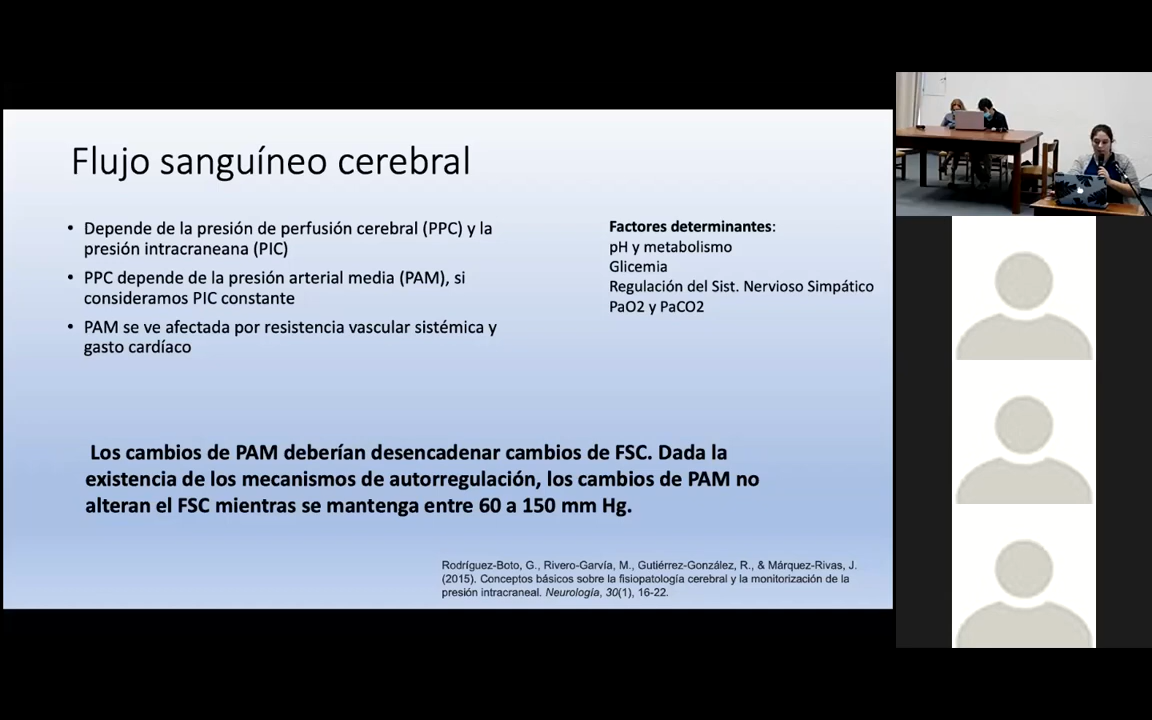 Flujo sanguíneo cerebral
• Depende de la presión de perfusión cerebral (PPC) y la
presión intracraneana (PIC)
• PPC depende de la presión arterial media (PAM), si
consideramos PIC constante
• PAM se ve afectada por resistencia vascular sistémica y
gasto cardíaco
Factores determinantes:
pH y metabolismo
Glicemia
Regulación del Sist. Nervioso Simpático
PaO2 y PaCO2
Los cambios de PAM deberían desencadenar cambios de FSC. Dada la
existencia de los mecanismos de autorregulación, los cambios de PAM no
alteran el FSC mientras se mantenga entre 60 a 150 mm Hg.
Rodríguez-Boto, G., Rivero-Garvía, M., Gutiérrez-González, R., & Márquez-Rivas, J.
(2015). Conceptos básicos sobre la fisiopatología cerebral y la monitorización de la
presión intracraneal. Neurología, 30(1), 16-22.